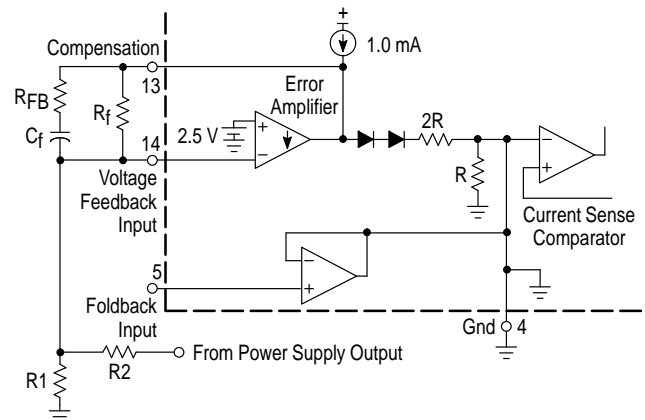 +
1.0 mA
Compensation
13
RFB
Rf
Cf
Error
Amplifier
2.5 V
+
−
14
Voltage
Feedback
Input
2R
R
−
+
Current Sense
Comparator
5
Foldback
Input
−
+
Gnd
4
R1
R2
From Power Supply Output